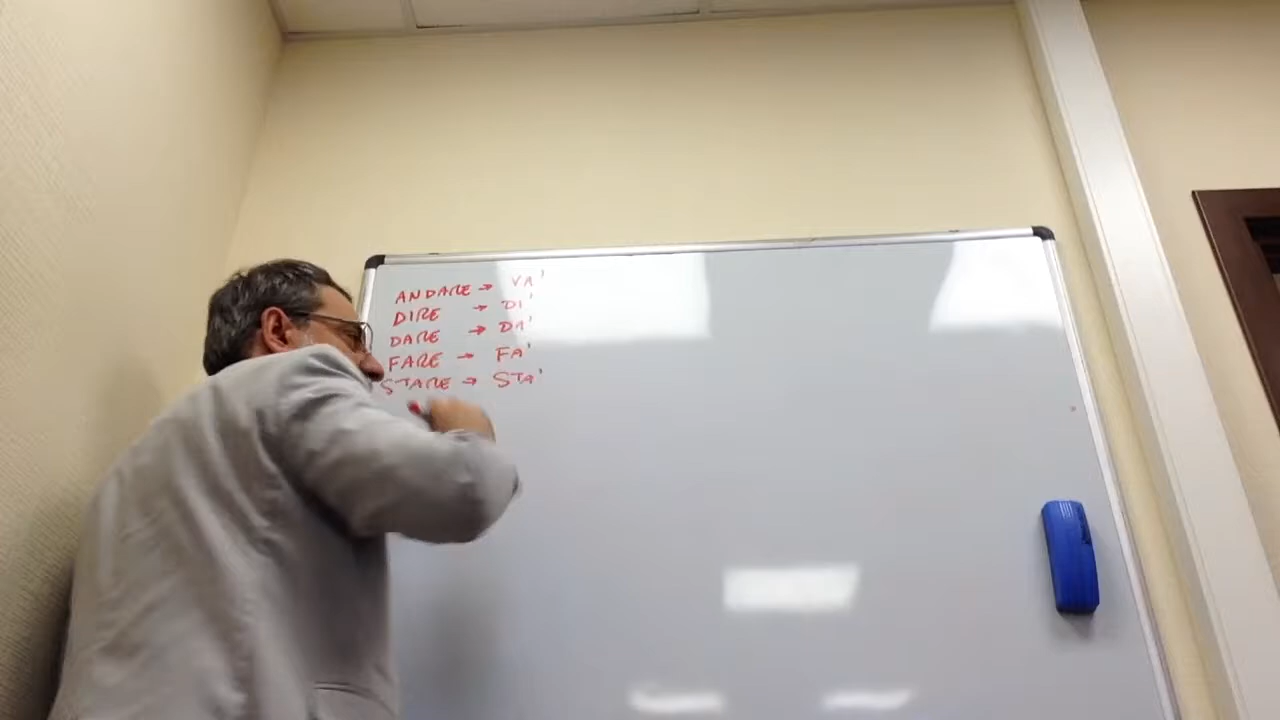 ANDARE → VA'
DIRE → DI'
DARE → DA'
FARE → FA'
STARE → STA'